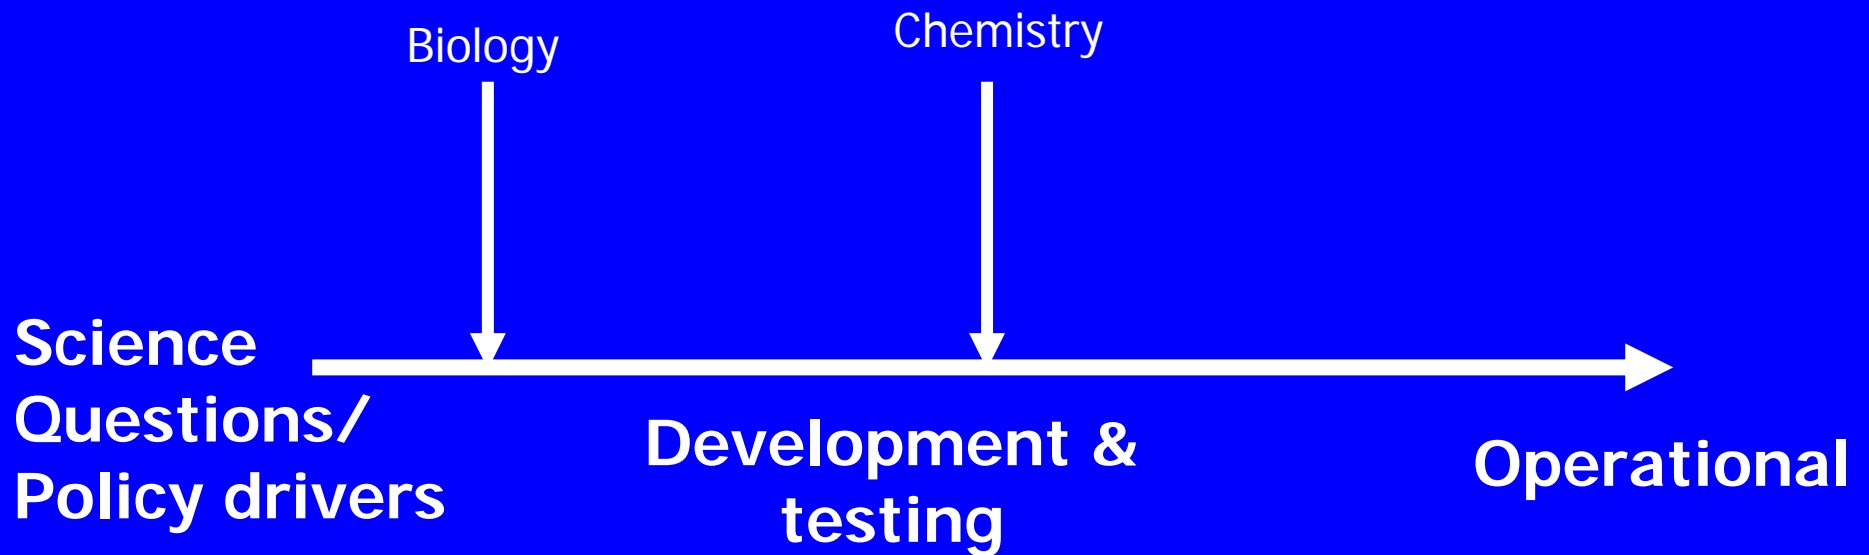 Biology
Chemistry
Science
Questions/
Policy drivers
Development &
testing
Operational